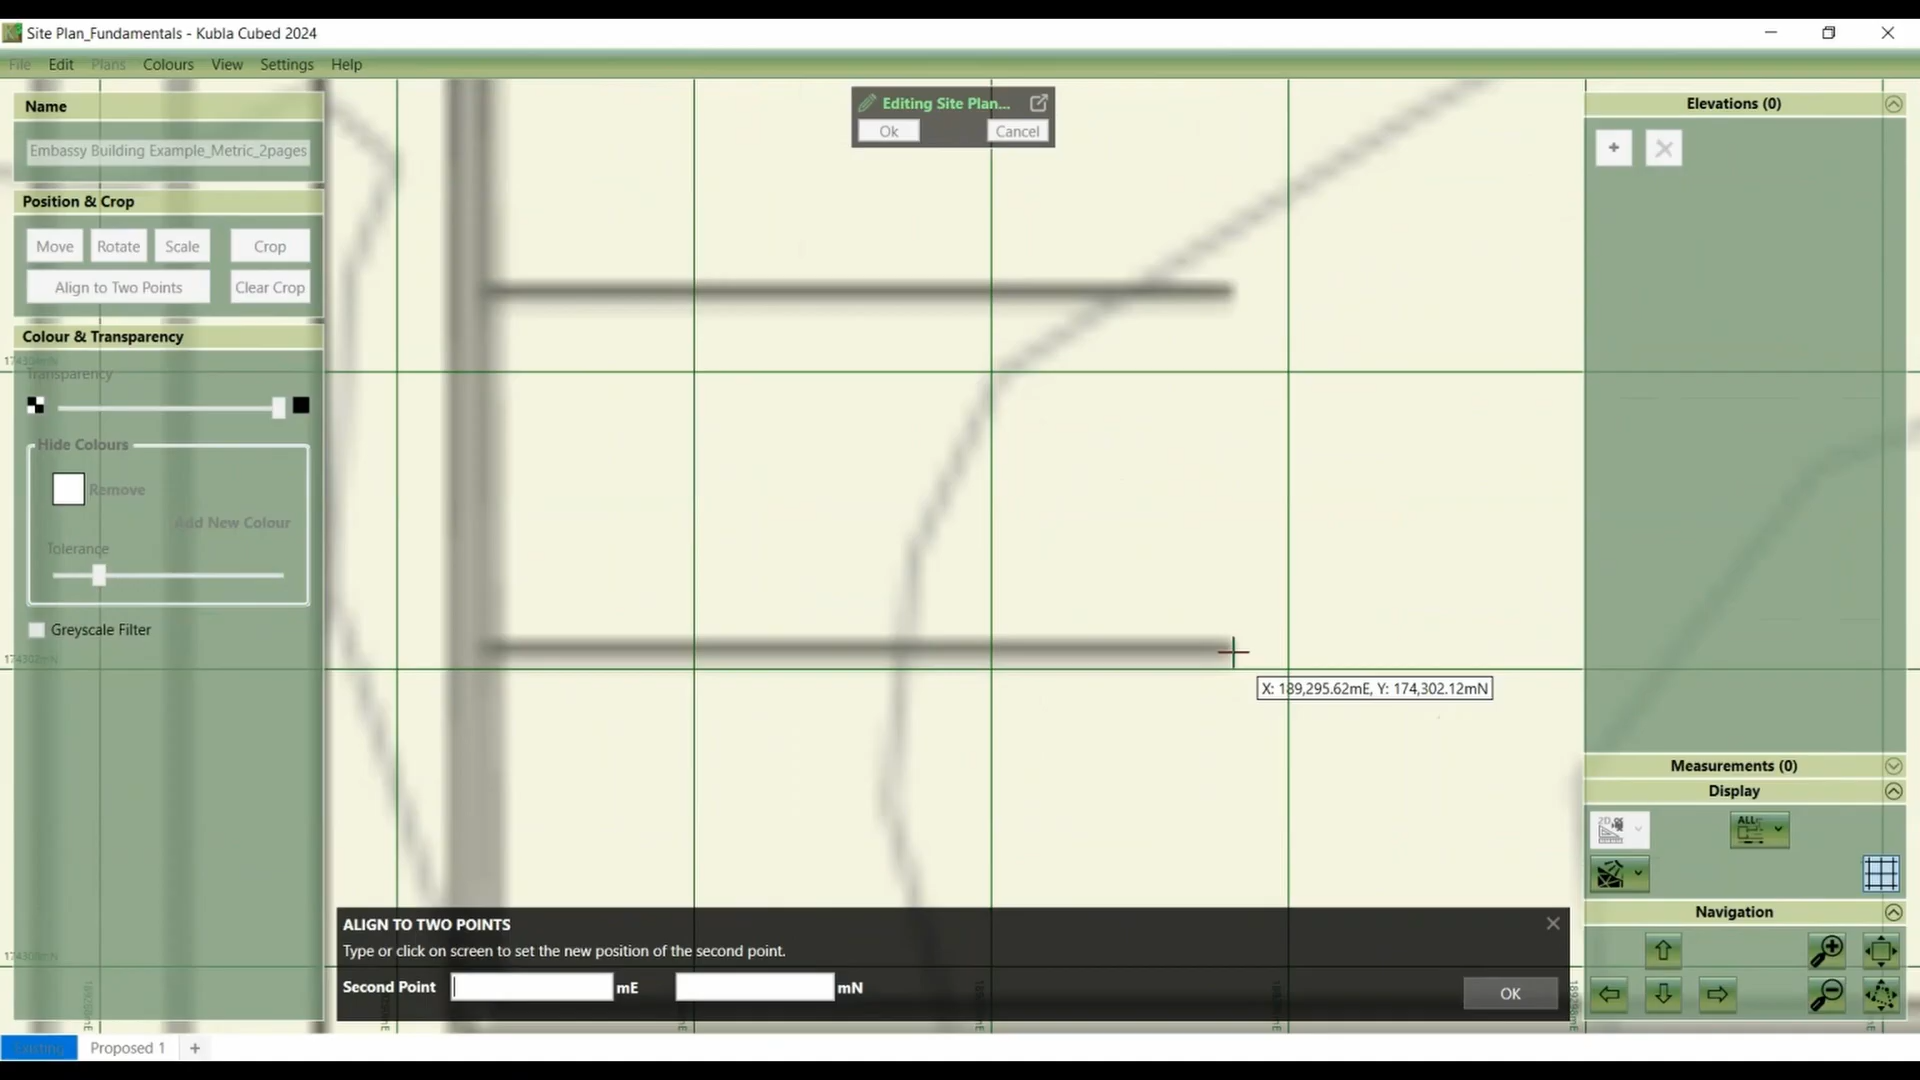 Site Plan_Fundamentals - Kubla Cubed 2024
File Edit Plans Colours View Settings Help
Name
Embassy Building Example_Metric_2pages
Position & Crop
Move Rotate Scale Crop
Align to Two Points Clear Crop
Colour & Transparency
Transparency
Hide Colours
Remove
Add New Colour
Tolerance
Greyscale Filter
Editing Site Plan...
Ok Cancel
X: 189,295.62mE, Y: 174,302.12mN
ALIGN TO TWO POINTS
Type or click on screen to set the new position of the second point.
Second Point mE mN
OK
Elevations (0)
+
Measurements (0)
Display
2D
ALL
Navigation
Existing Proposed 1 +